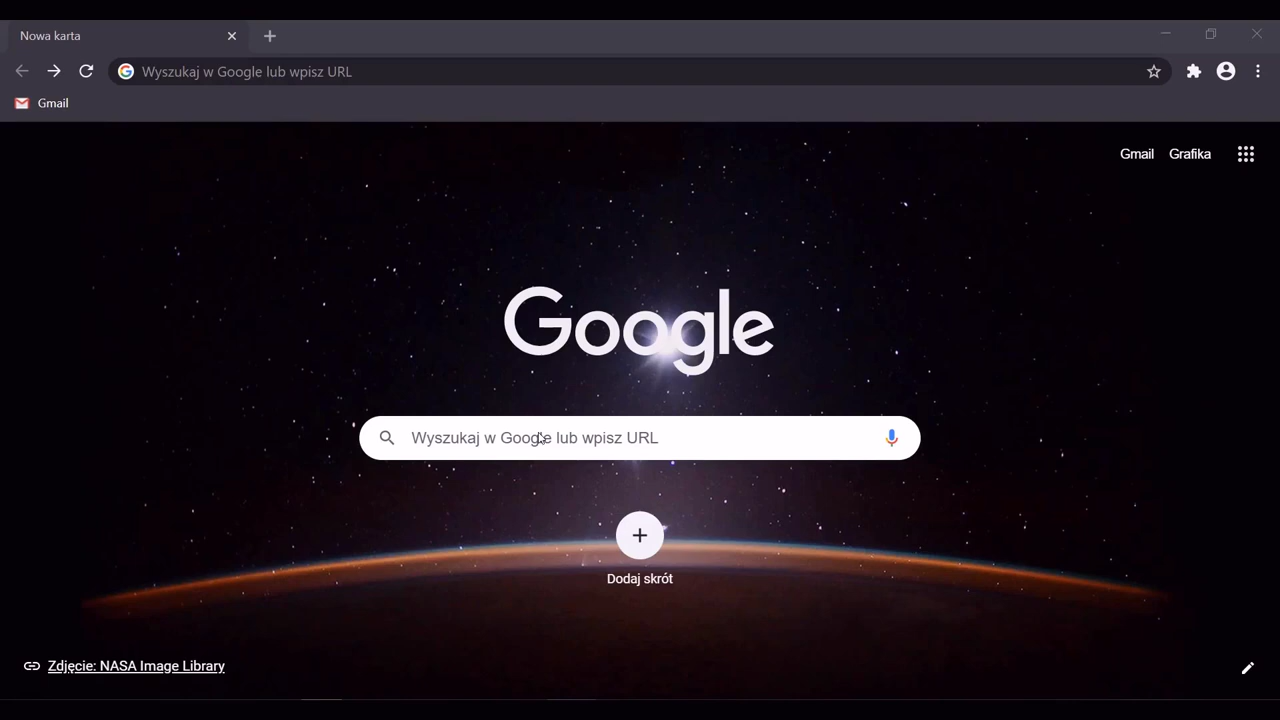 Nowa karta
Wyszukaj w Google lub wpisz URL
Gmail
Gmail Grafika
Google
Wyszukaj w Google lub wpisz URL
Dodaj skrót
Zdjęcie: NASA Image Library